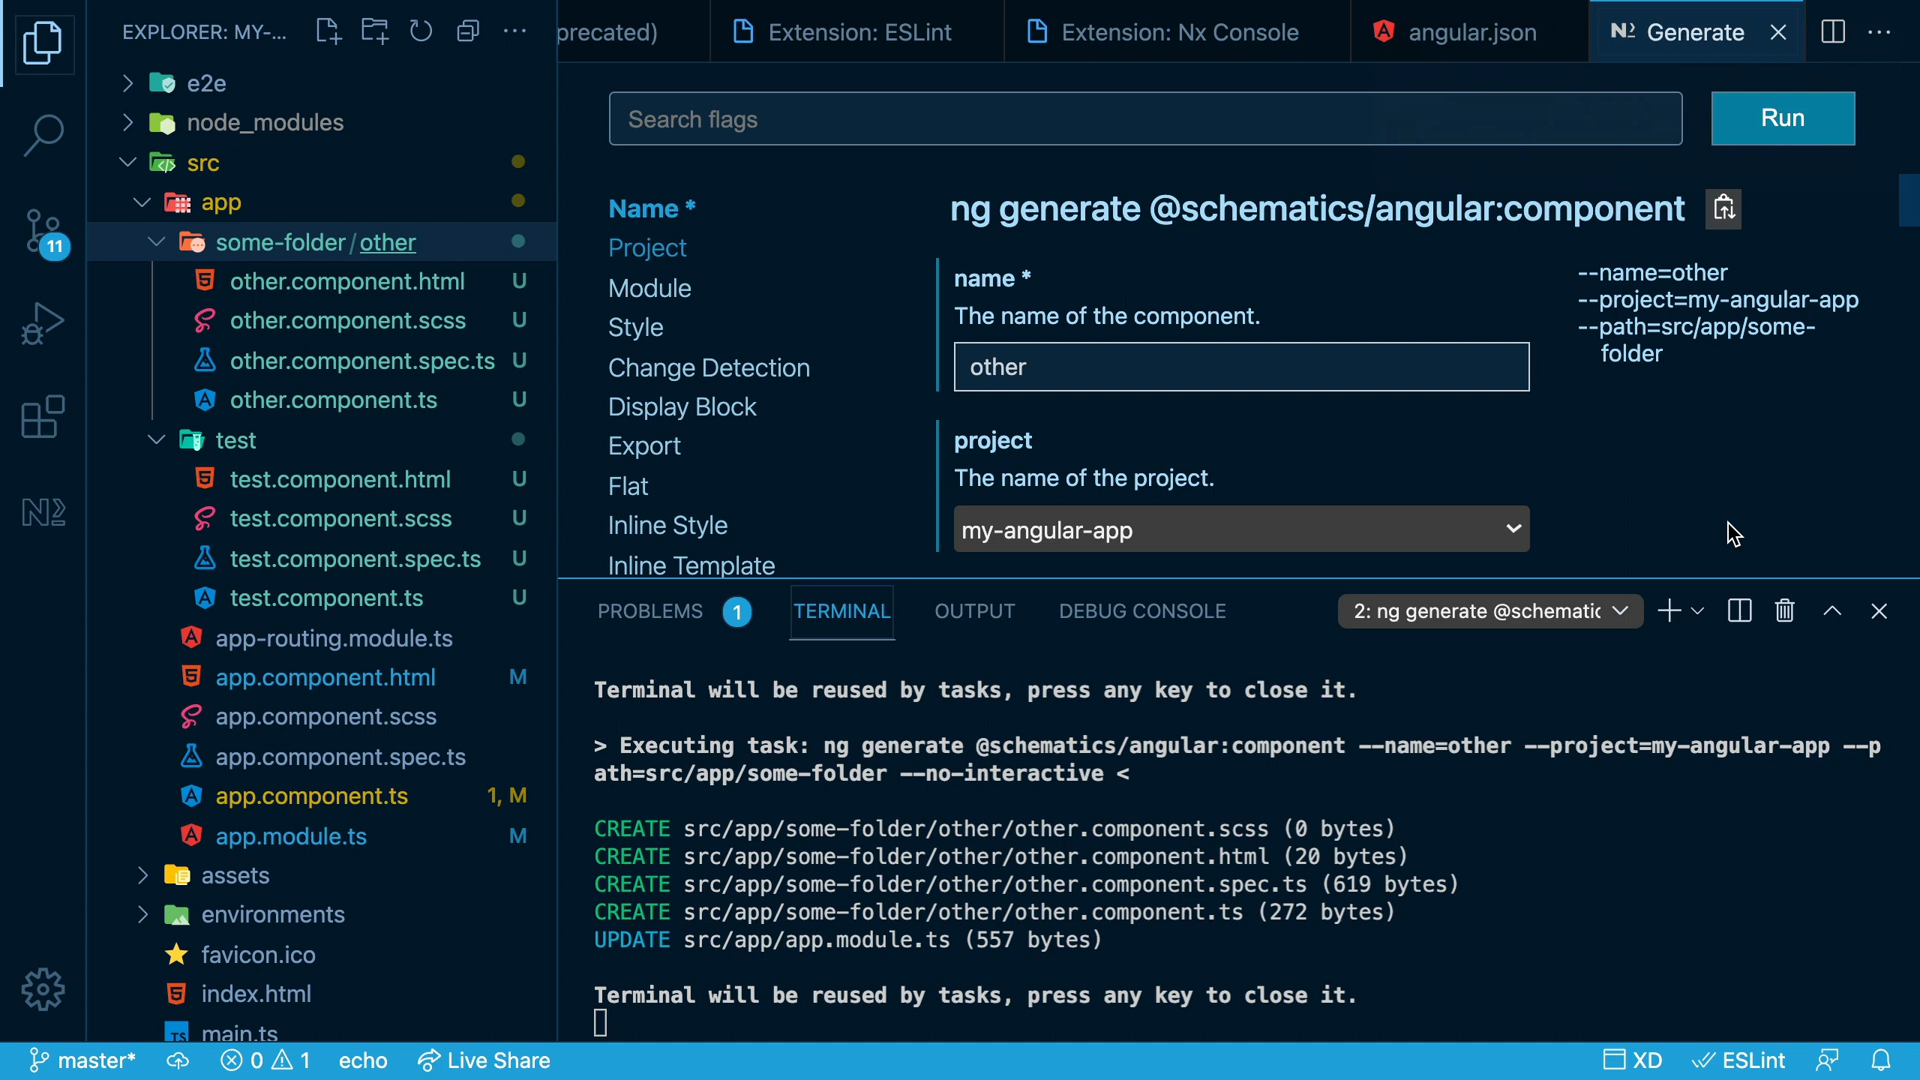 EXPLORER: MY-...
precated)
Extension: ESLint
Extension: Nx Console
angular.json
Generate
e2e
node_modules
src
app
some-folder/other
other.component.html U
other.component.scss U
other.component.spec.ts U
other.component.ts U
test
test.component.html U
test.component.scss U
test.component.spec.ts U
test.component.ts U
app-routing.module.ts
app.component.html M
app.component.scss
app.component.spec.ts
app.component.ts 1, M
app.module.ts M
assets
environments
favicon.ico
index.html
TS main.ts
11
Search flags
Run
Name *
Project
Module
Style
Change Detection
Display Block
Export
Flat
Inline Style
Inline Template
ng generate @schematics/angular:component
name *
The name of the component.
other
project
The name of the project.
my-angular-app
--name=other
--project=my-angular-app
--path=src/app/some-
folder
PROBLEMS 1 TERMINAL OUTPUT DEBUG CONSOLE
2: ng generate @schematic
Terminal will be reused by tasks, press any key to close it.
> Executing task: ng generate @schematics/angular:component --name=other --project=my-angular-app --p
ath=src/app/some-folder --no-interactive <
CREATE src/app/some-folder/other/other.component.scss (0 bytes)
CREATE src/app/some-folder/other/other.component.html (20 bytes)
CREATE src/app/some-folder/other/other.component.spec.ts (619 bytes)
CREATE src/app/some-folder/other/other.component.ts (272 bytes)
UPDATE src/app/app.module.ts (557 bytes)
Terminal will be reused by tasks, press any key to close it.
master* 0 1 echo Live Share XD ESLint